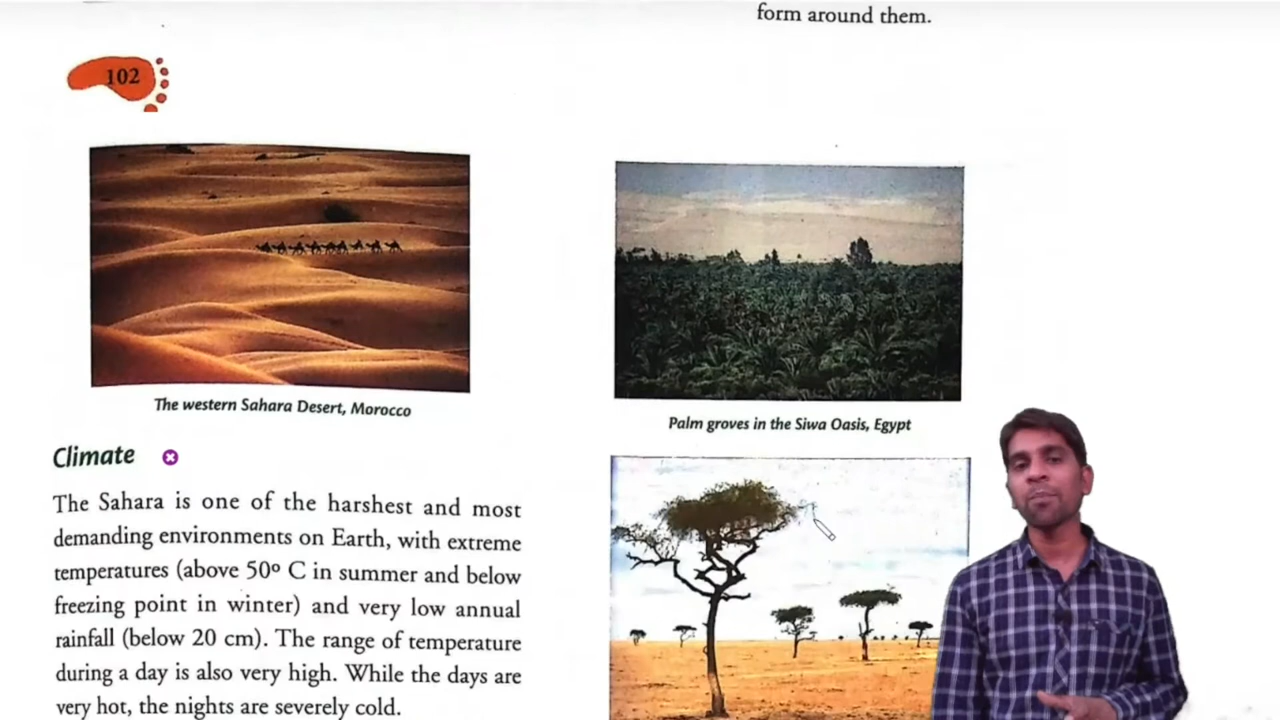 form around them.
102
The western Sahara Desert, Morocco
Palm groves in the Siwa Oasis, Egypt
Climate
The Sahara is one of the harshest and most
demanding environments on Earth, with extreme
temperatures (above 50º C in summer and below
freezing point in winter) and very low annual
rainfall (below 20 cm). The range of temperature
during a day is also very high. While the days are
very hot, the nights are severely cold.